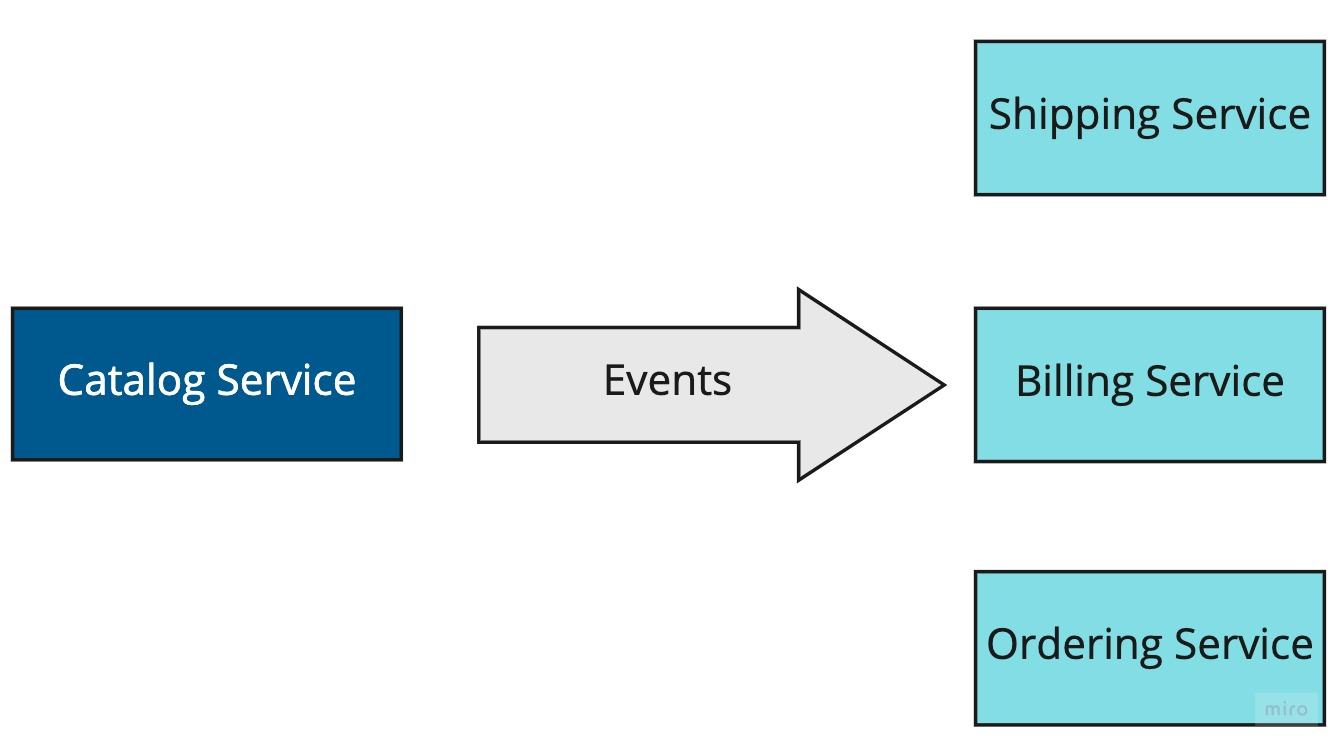 Shipping Service
Catalog Service
Events
Billing Service
Ordering Service
miro